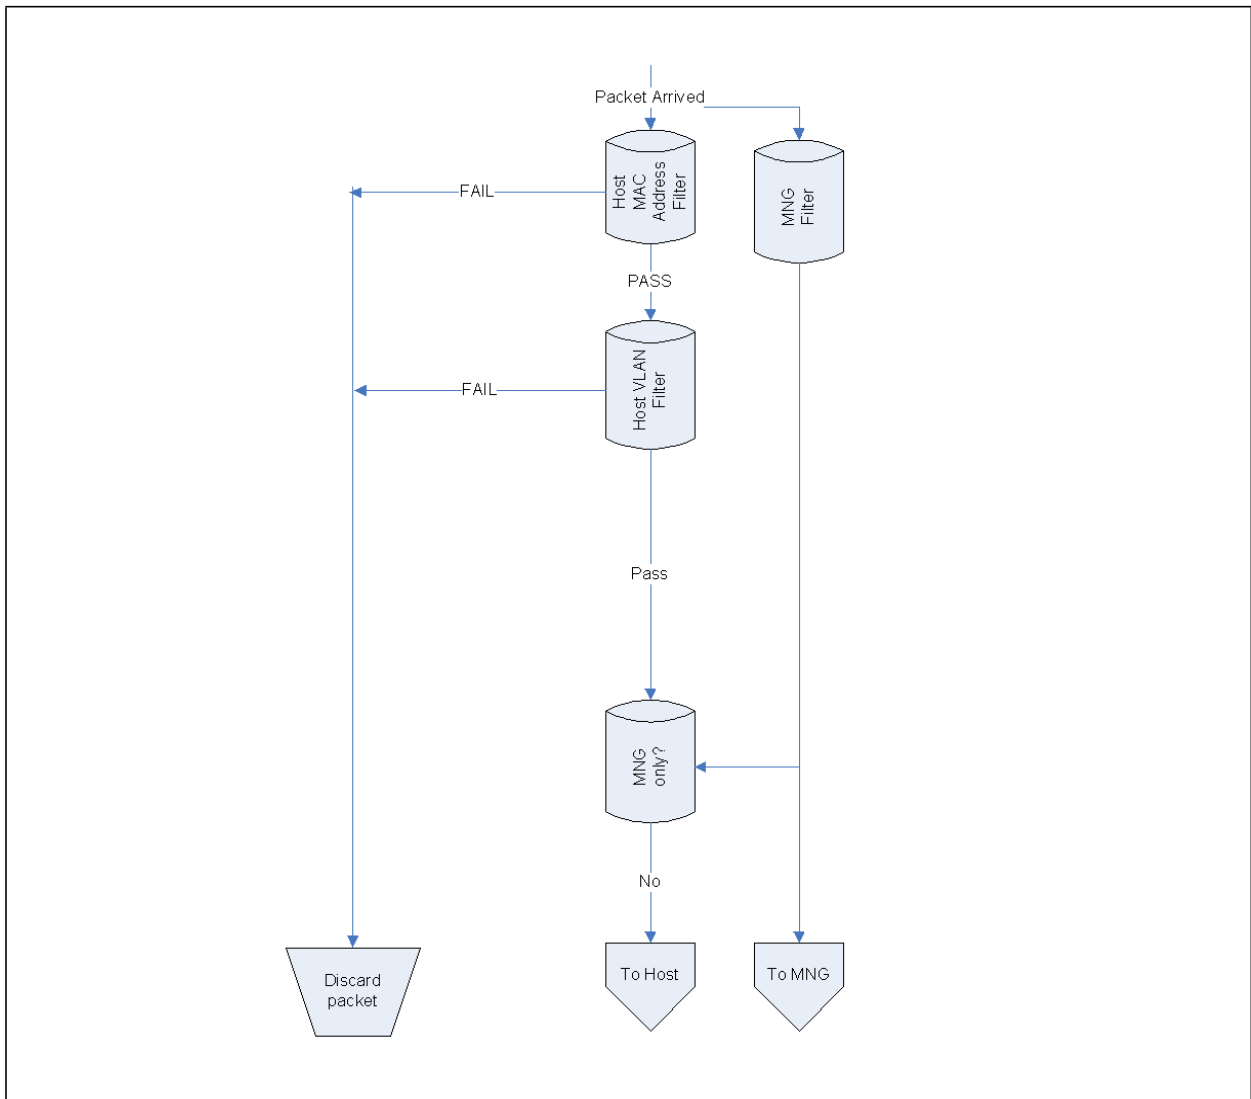 Packet Arrived
Host
MAC
Address
Filter
MNG
Filter
FAIL
PASS
Host VLAN
Filter
FAIL
Pass
MNG
only?
No
Discard
packet
To Host
To MNG